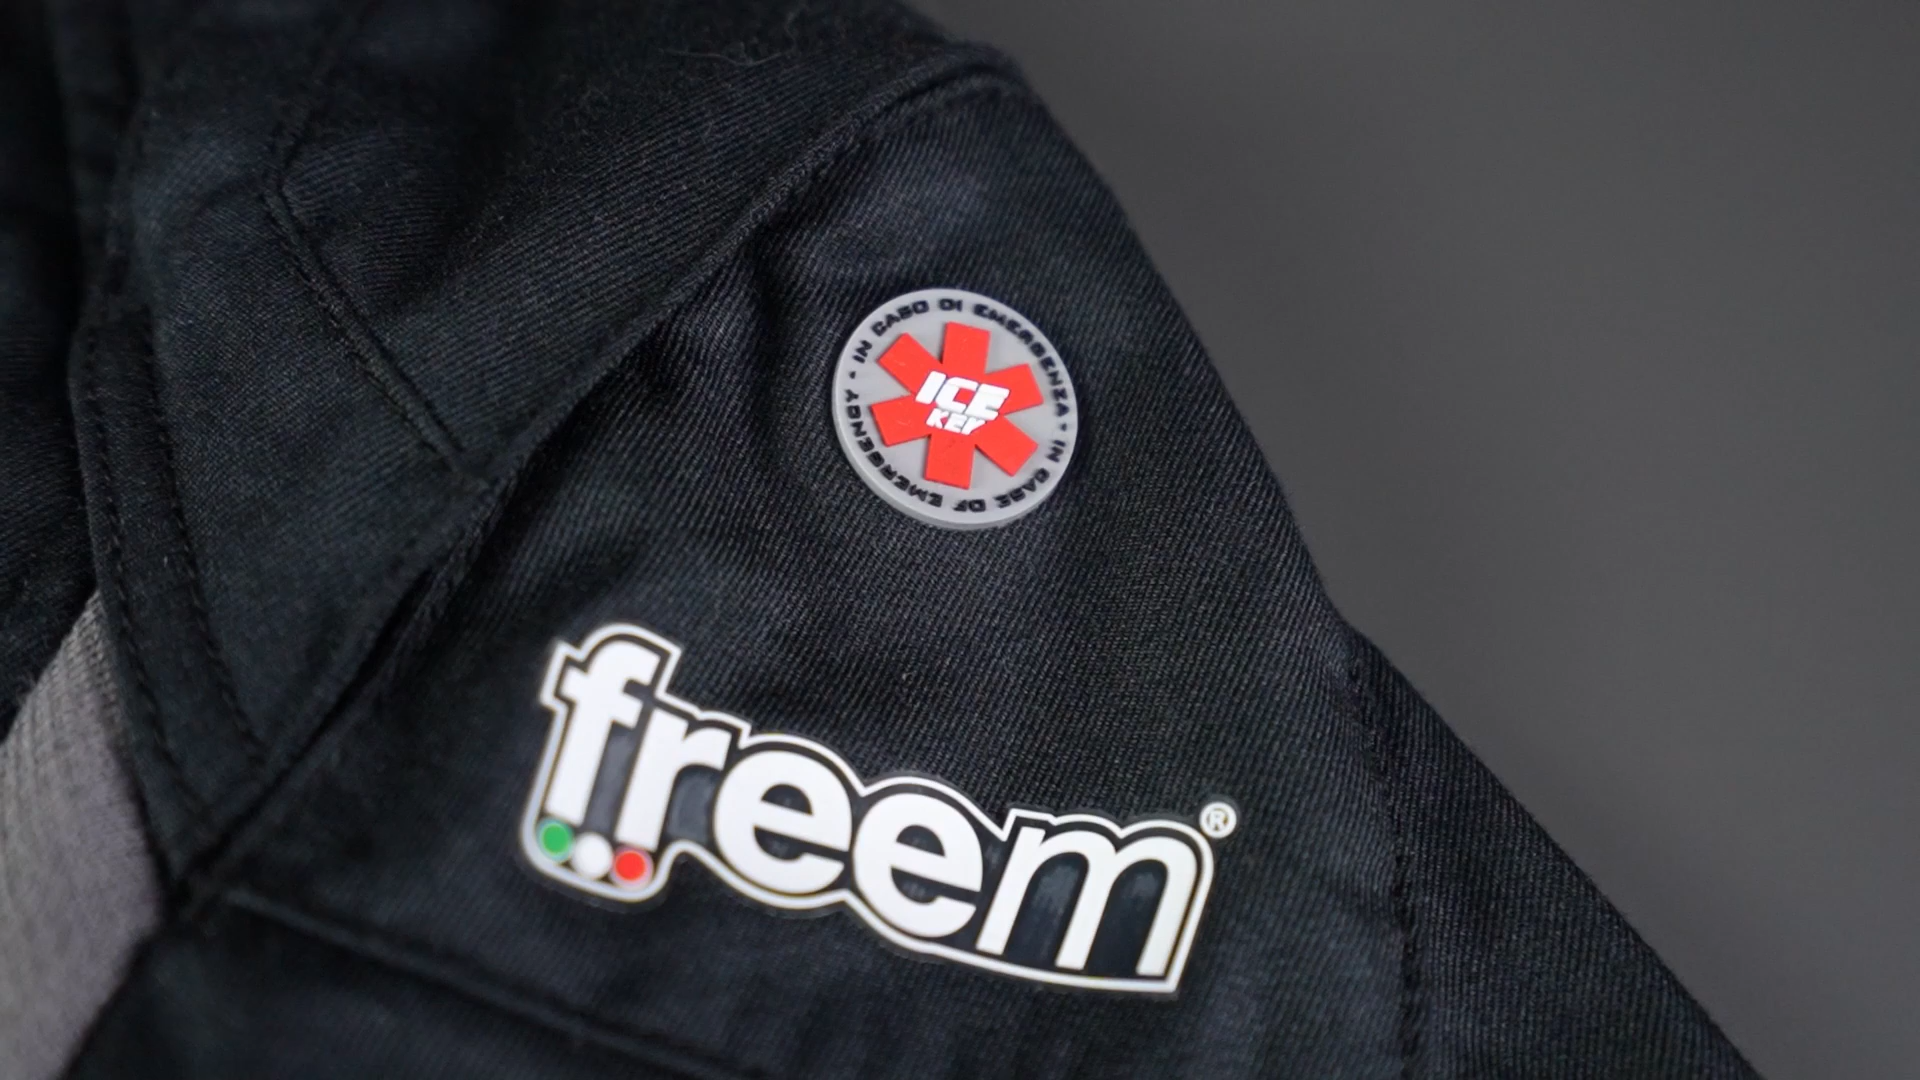 • IN CASO DI EMERGENZA • IN CASE OF EMERGENCY
ICE
KEY
freem®